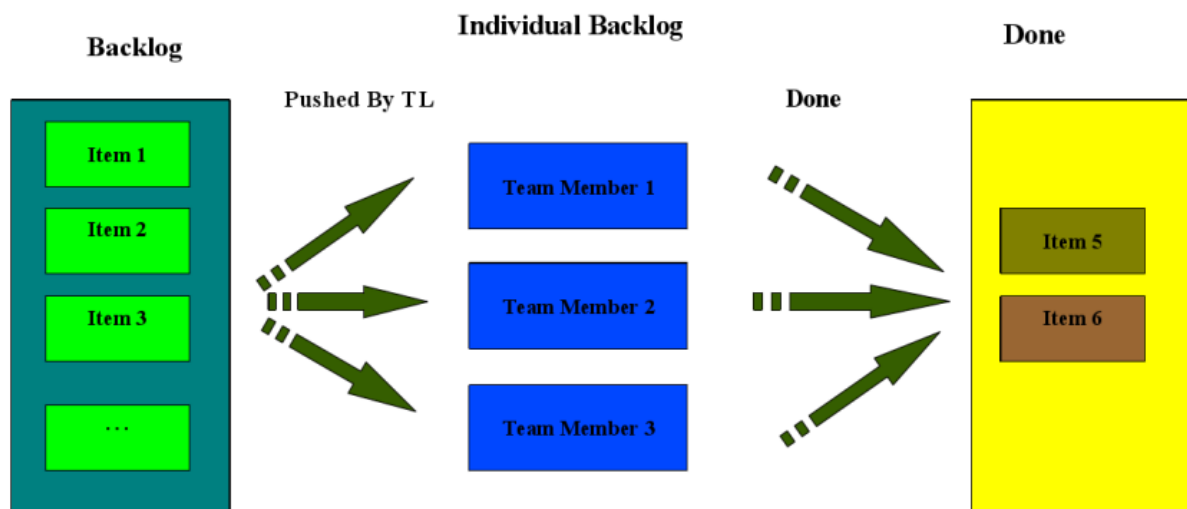 Backlog
Individual Backlog
Done
Pushed By TL
Done
Item 1
Item 2
Item 3
...
Team Member 1
Team Member 2
Team Member 3
Item 5
Item 6